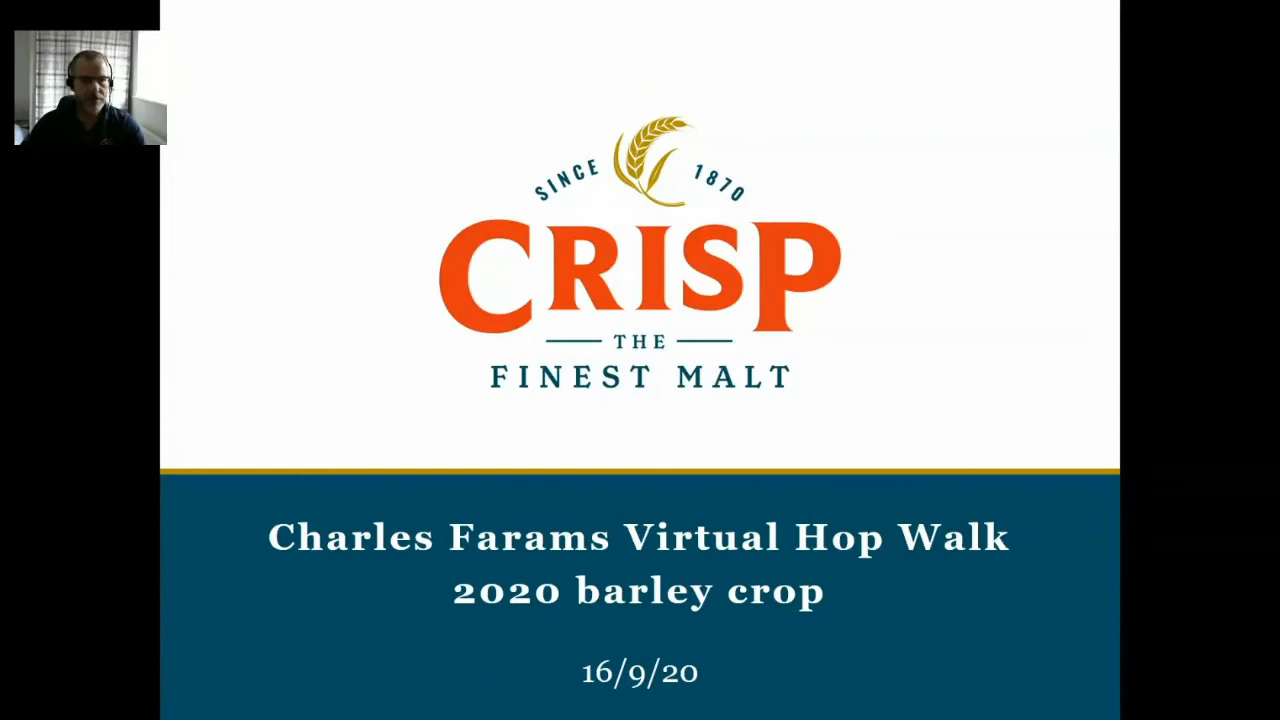 SINCE 1870
CRISP
THE
FINEST MALT
Charles Farams Virtual Hop Walk
2020 barley crop
16/9/20